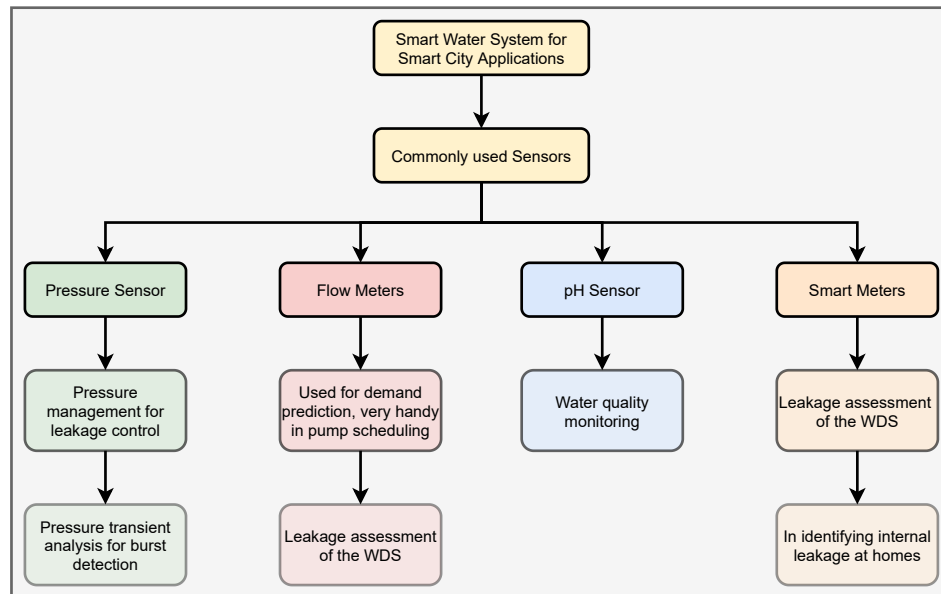 Smart Water System for
Smart City Applications
Commonly used Sensors
Pressure Sensor
Flow Meters
pH Sensor
Smart Meters
Pressure
management for
leakage control
Used for demand
prediction, very handy
in pump scheduling
Water quality
monitoring
Leakage assessment
of the WDS
Pressure transient
analysis for burst
detection
Leakage assessment
of the WDS
In identifying internal
leakage at homes